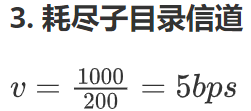 3. 耗尽子目录信道
v = 1000/200 = 5bps